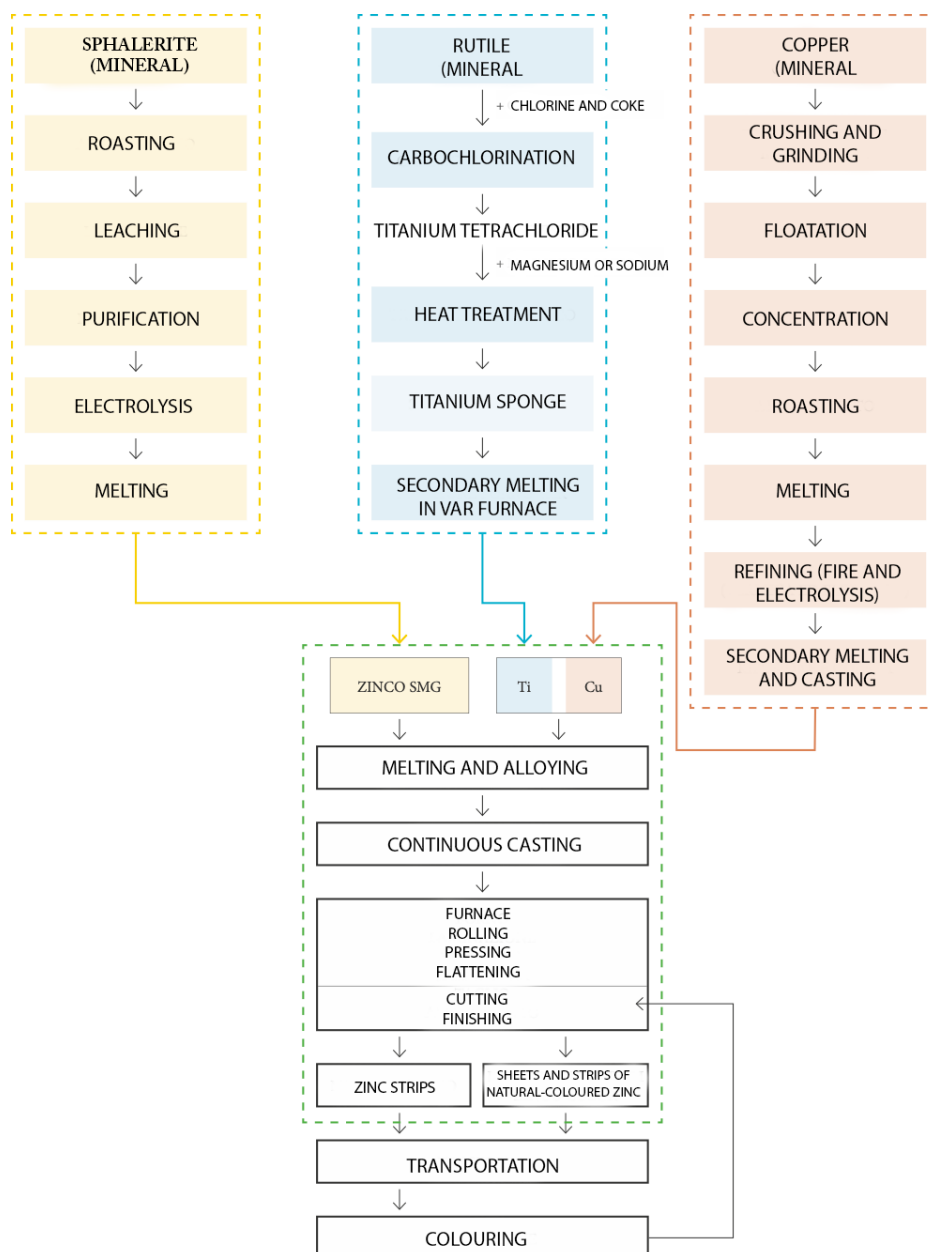 SPHALERITE
(MINERAL)
ROASTING
LEACHING
PURIFICATION
ELECTROLYSIS
MELTING
RUTILE
(MINERAL
+ CHLORINE AND COKE
CARBOCHLORINATION
TITANIUM TETRACHLORIDE
+ MAGNESIUM OR SODIUM
HEAT TREATMENT
TITANIUM SPONGE
SECONDARY MELTING
IN VAR FURNACE
COPPER
(MINERAL
CRUSHING AND
GRINDING
FLOATATION
CONCENTRATION
ROASTING
MELTING
REFINING (FIRE AND
ELECTROLYSIS)
SECONDARY MELTING
AND CASTING
ZINCO SMG
Ti
Cu
MELTING AND ALLOYING
CONTINUOUS CASTING
FURNACE
ROLLING
PRESSING
FLATTENING
CUTTING
FINISHING
ZINC STRIPS
SHEETS AND STRIPS OF
NATURAL-COLOURED ZINC
TRANSPORTATION
COLOURING